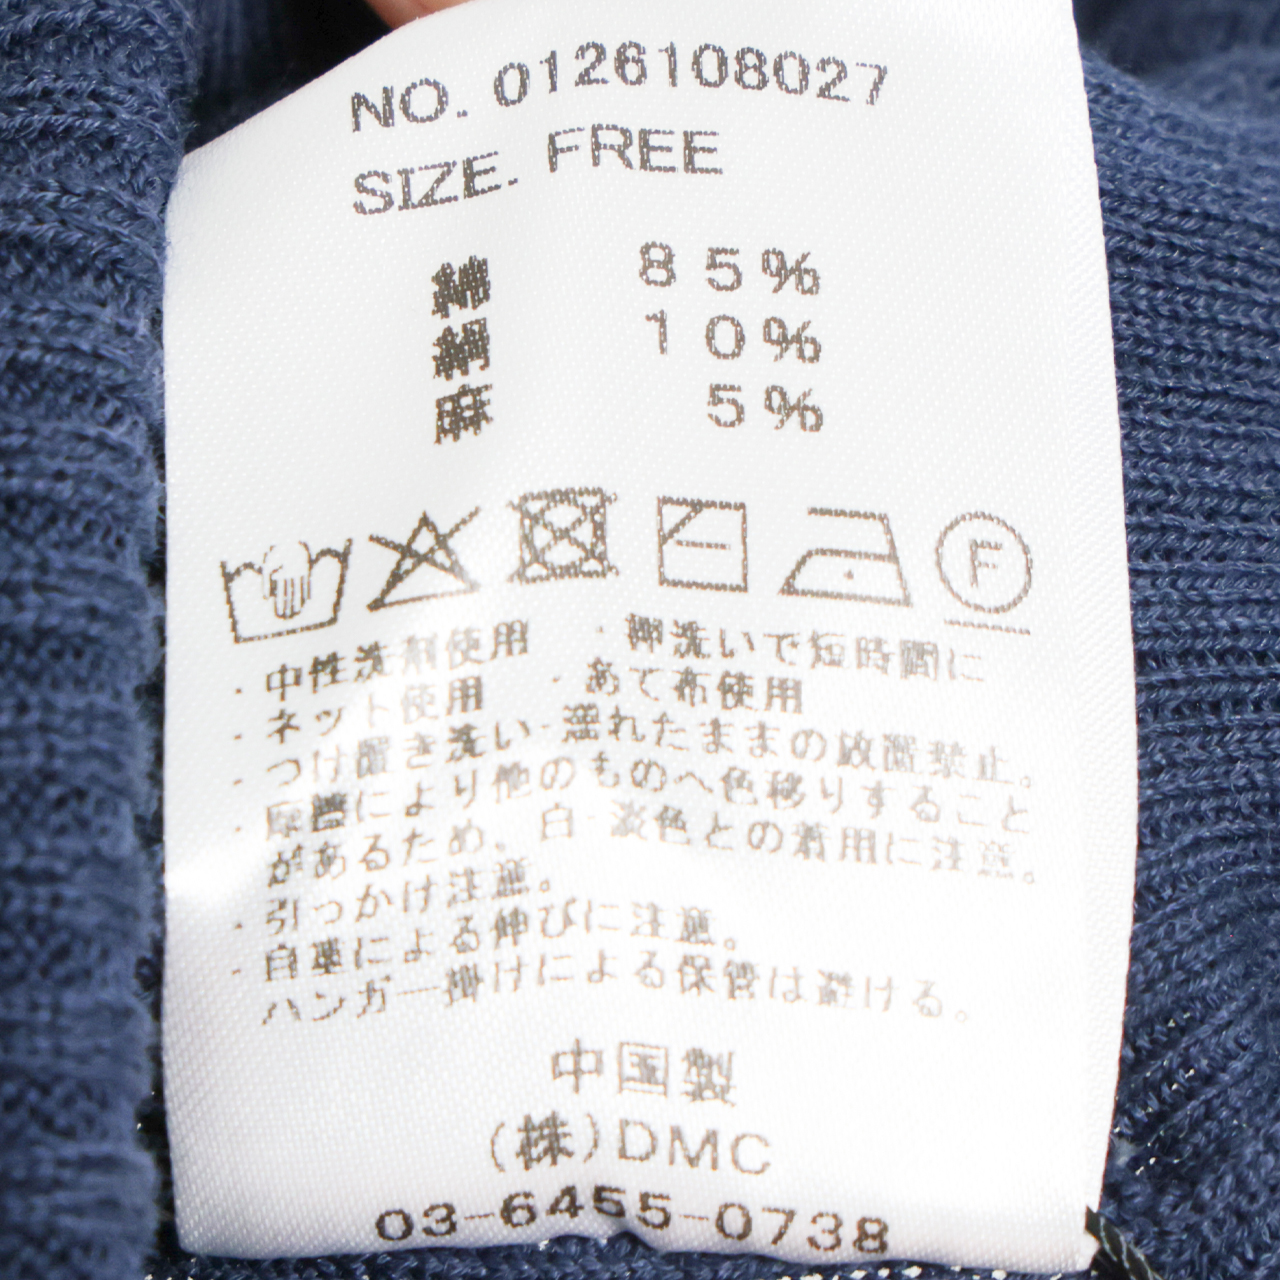 NO. 0126108027
SIZE. FREE
綿 85%
絹 10%
麻 5%
F
・中性洗剤使用 ・押洗いで短時間に
・ネット使用 ・あて布使用
・つけ置き洗い・濡れたままの放置禁止。
・摩擦により他のものへ色移りすること
があるため、白・淡色との着用に注意。
・引っかけ注意。
・自重による伸びに注意。
ハンガー掛けによる保管は避ける。
中国製
(株)DMC
03-6455-0738